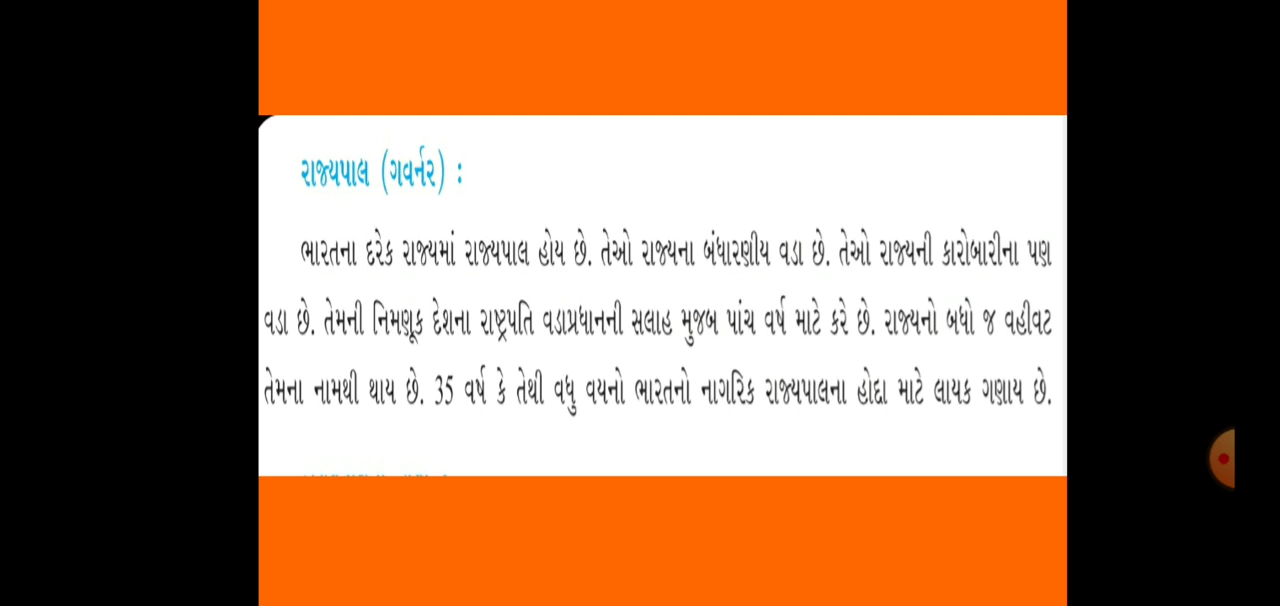 રાજ્યપાલ (ગવર્નર) :
ભારતના દરેક રાજ્યમાં રાજ્યપાલ હોય છે. તેઓ રાજ્યના બંધારણીય વડા છે. તેઓ રાજ્યની કારોબારીના પણ
વડા છે. તેમની નિમણૂક દેશના રાષ્ટ્રપતિ વડાપ્રધાનની સલાહ મુજબ પાંચ વર્ષ માટે કરે છે. રાજ્યનો બધો જ વહીવટ
તેમના નામથી થાય છે. 35 વર્ષ કે તેથી વધુ વયનો ભારતનો નાગરિક રાજ્યપાલના હોદ્દા માટે લાયક ગણાય છે.